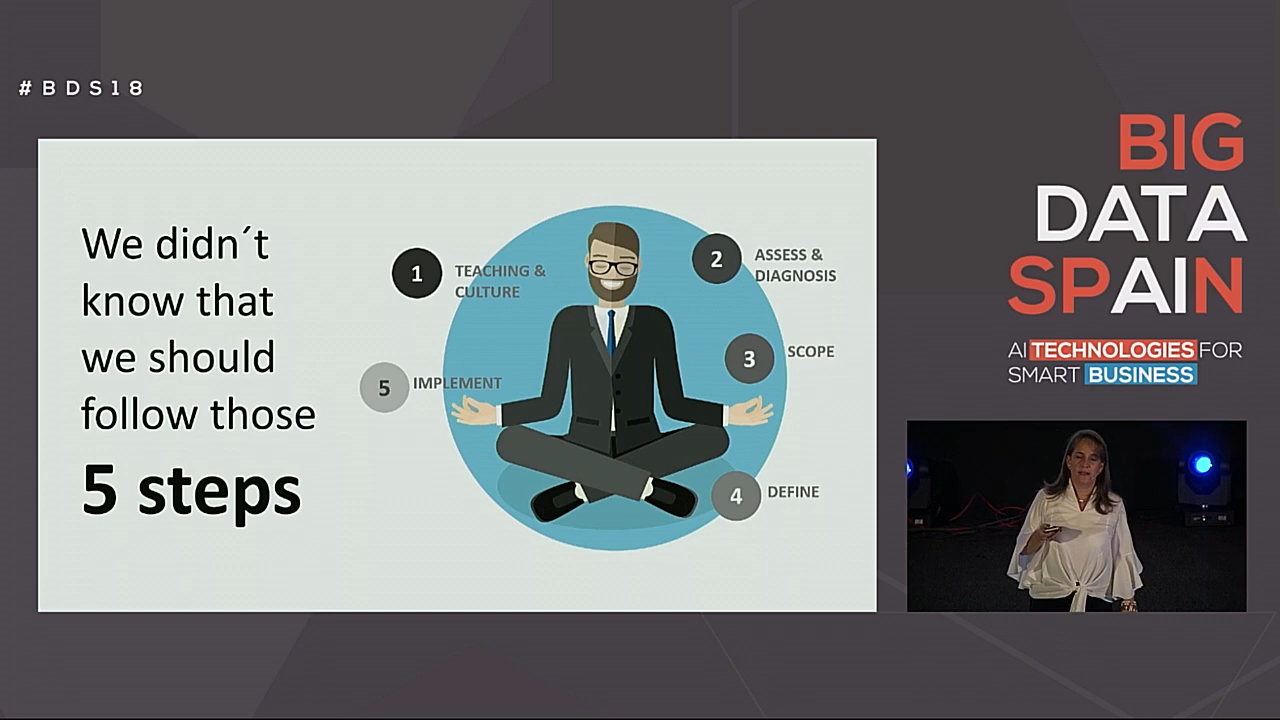 #BDS18
We didn´t
know that
we should
follow those
5 steps
1
TEACHING &
CULTURE
2
ASSESS &
DIAGNOSIS
3
SCOPE
4
DEFINE
5
IMPLEMENT
BIG
DATA
SPAIN
AI TECHNOLOGIES FOR
SMART BUSINESS